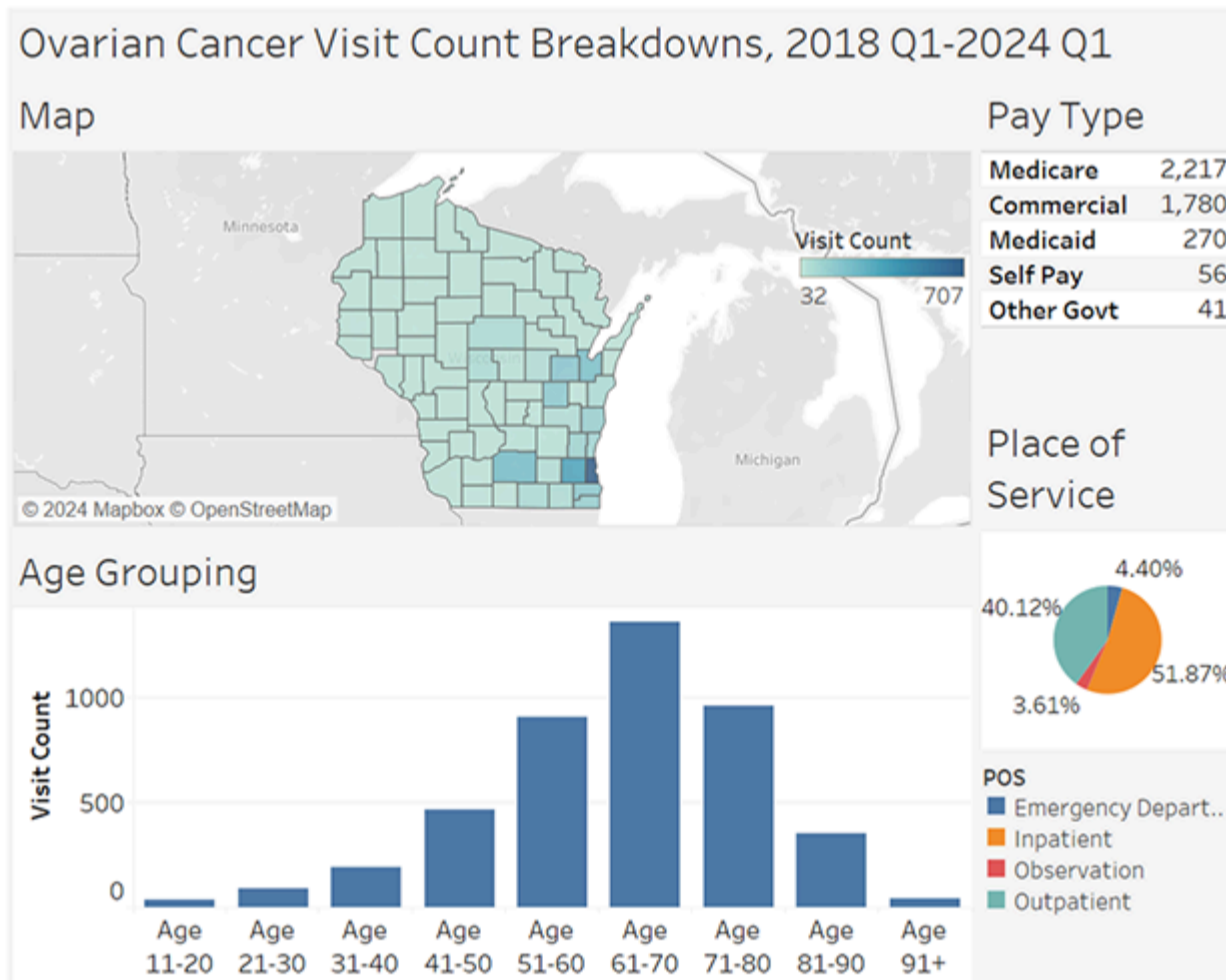 Ovarian Cancer Visit Count Breakdowns, 2018 Q1-2024 Q1
Map
Minnesota
Wisconsin
Michigan
Visit Count
32 707
© 2024 Mapbox © OpenStreetMap
Pay Type
Medicare 2,217
Commercial 1,780
Medicaid 270
Self Pay 56
Other Govt 41
Place of
Service
4.40%
40.12%
51.87%
3.61%
POS
Emergency Depart..
Inpatient
Observation
Outpatient
Age Grouping
Visit Count
1000
500
0
Age Age Age Age Age Age Age Age Age
11-20 21-30 31-40 41-50 51-60 61-70 71-80 81-90 91+